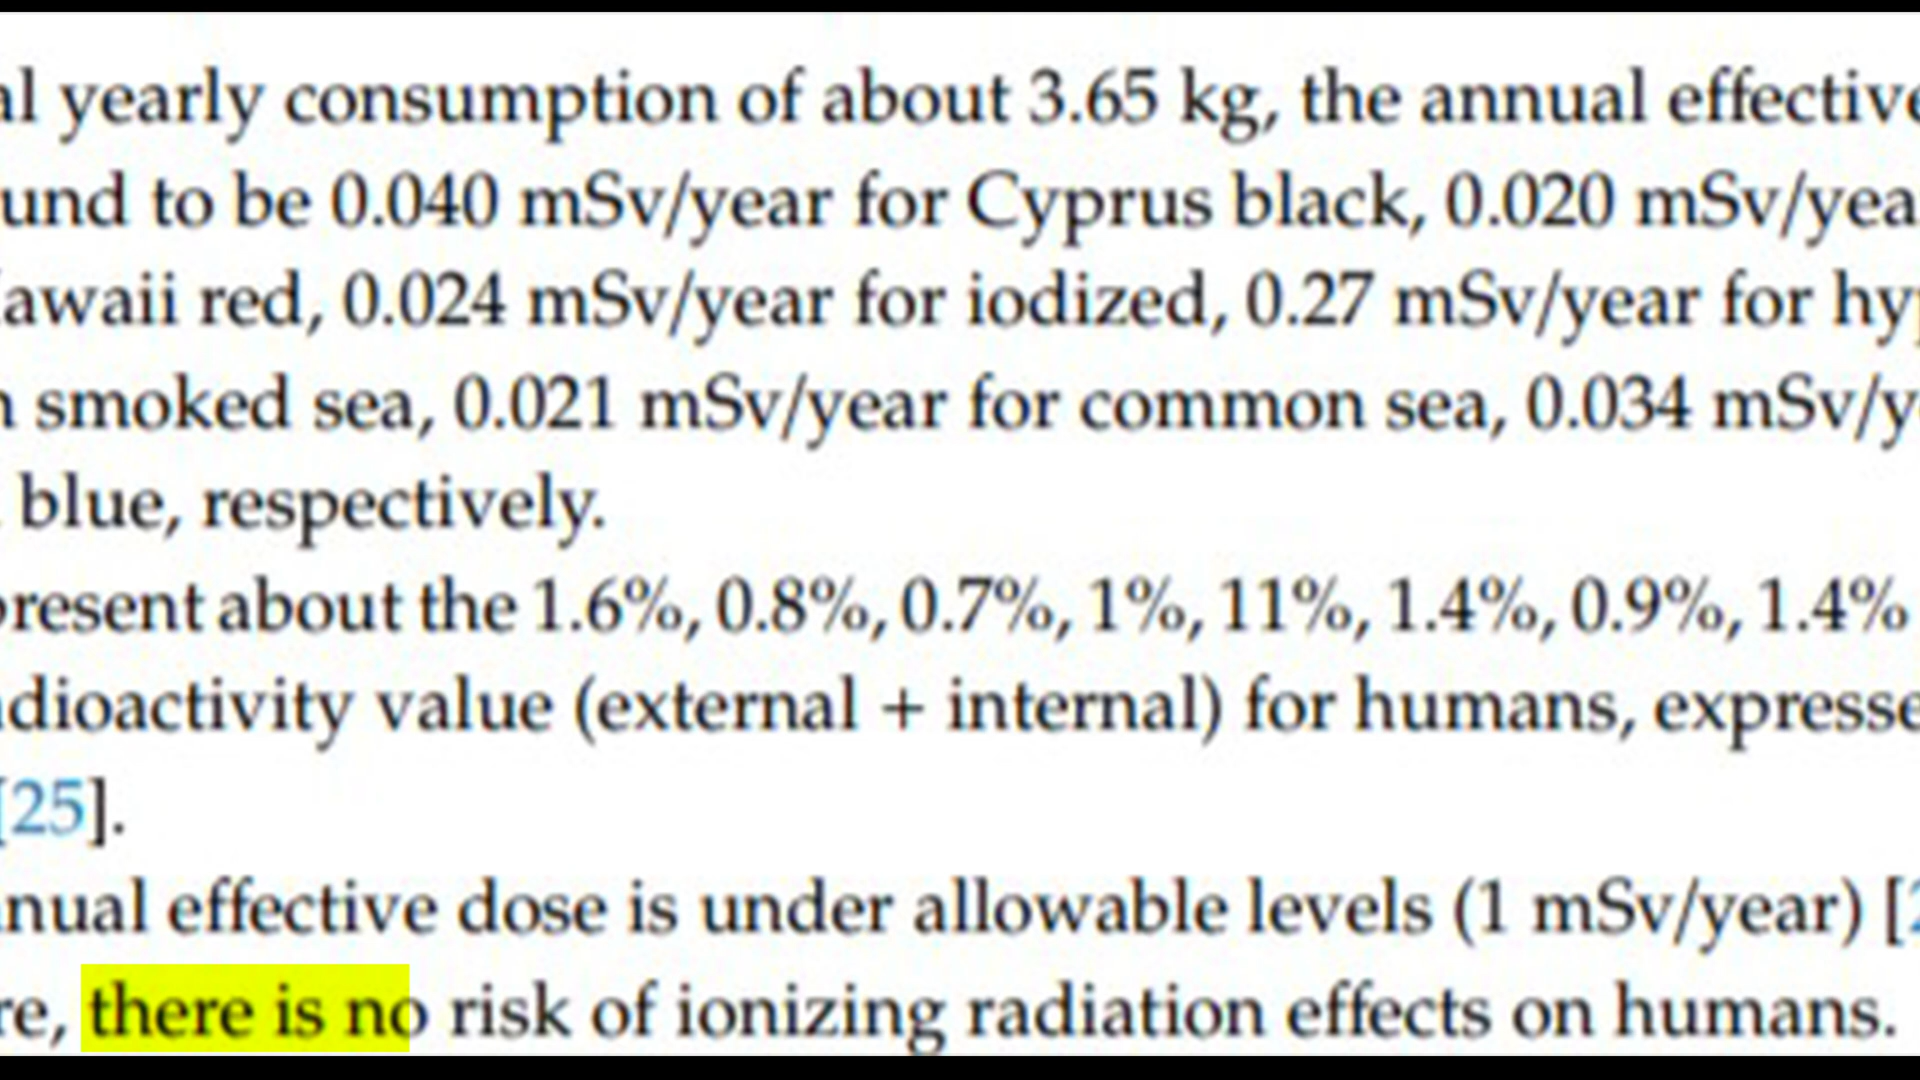 al yearly consumption of about 3.65 kg, the annual effective
und to be 0.040 mSv/year for Cyprus black, 0.020 mSv/yea
awaii red, 0.024 mSv/year for iodized, 0.27 mSv/year for hyp
n smoked sea, 0.021 mSv/year for common sea, 0.034 mSv/y
blue, respectively.
present about the 1.6%, 0.8%, 0.7%, 1%, 11%, 1.4%, 0.9%, 1.4%
adioactivity value (external + internal) for humans, expresse
[25].
nual effective dose is under allowable levels (1 mSv/year) [2
re, there is no risk of ionizing radiation effects on humans.